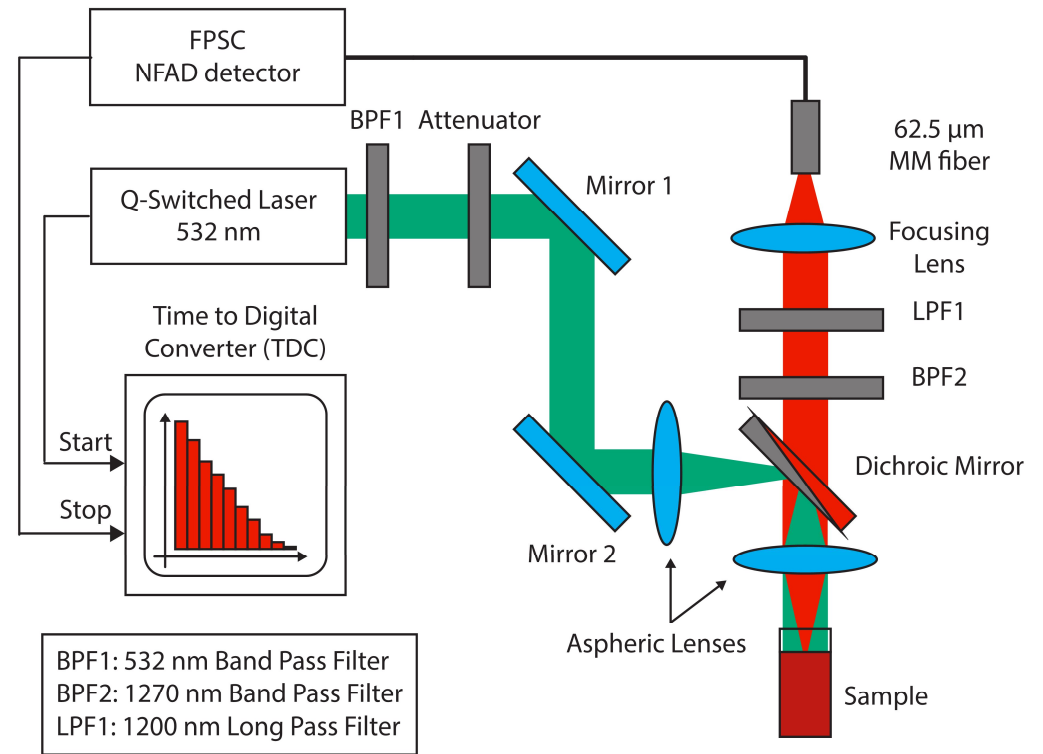 FPSC
NFAD detector
BPF1
Attenuator
62.5 μm
MM fiber
Mirror 1
Q-Switched Laser
532 nm
Focusing
Lens
LPF1
Time to Digital
Converter (TDC)
BPF2
Start
Dichroic Mirror
Stop
Mirror 2
Aspheric Lenses
BPF1: 532 nm Band Pass Filter
BPF2: 1270 nm Band Pass Filter
LPF1: 1200 nm Long Pass Filter
Sample